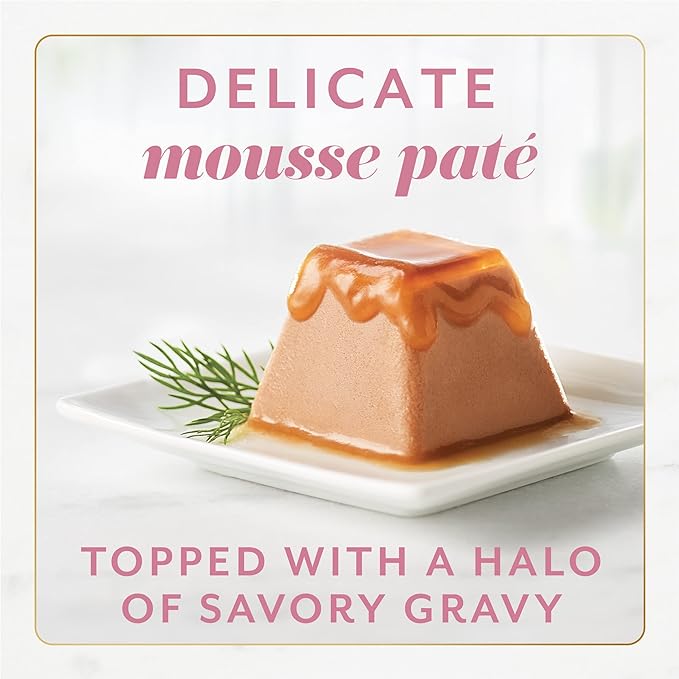 DELICATE
mousse paté
TOPPED WITH A HALO
OF SAVORY GRAVY